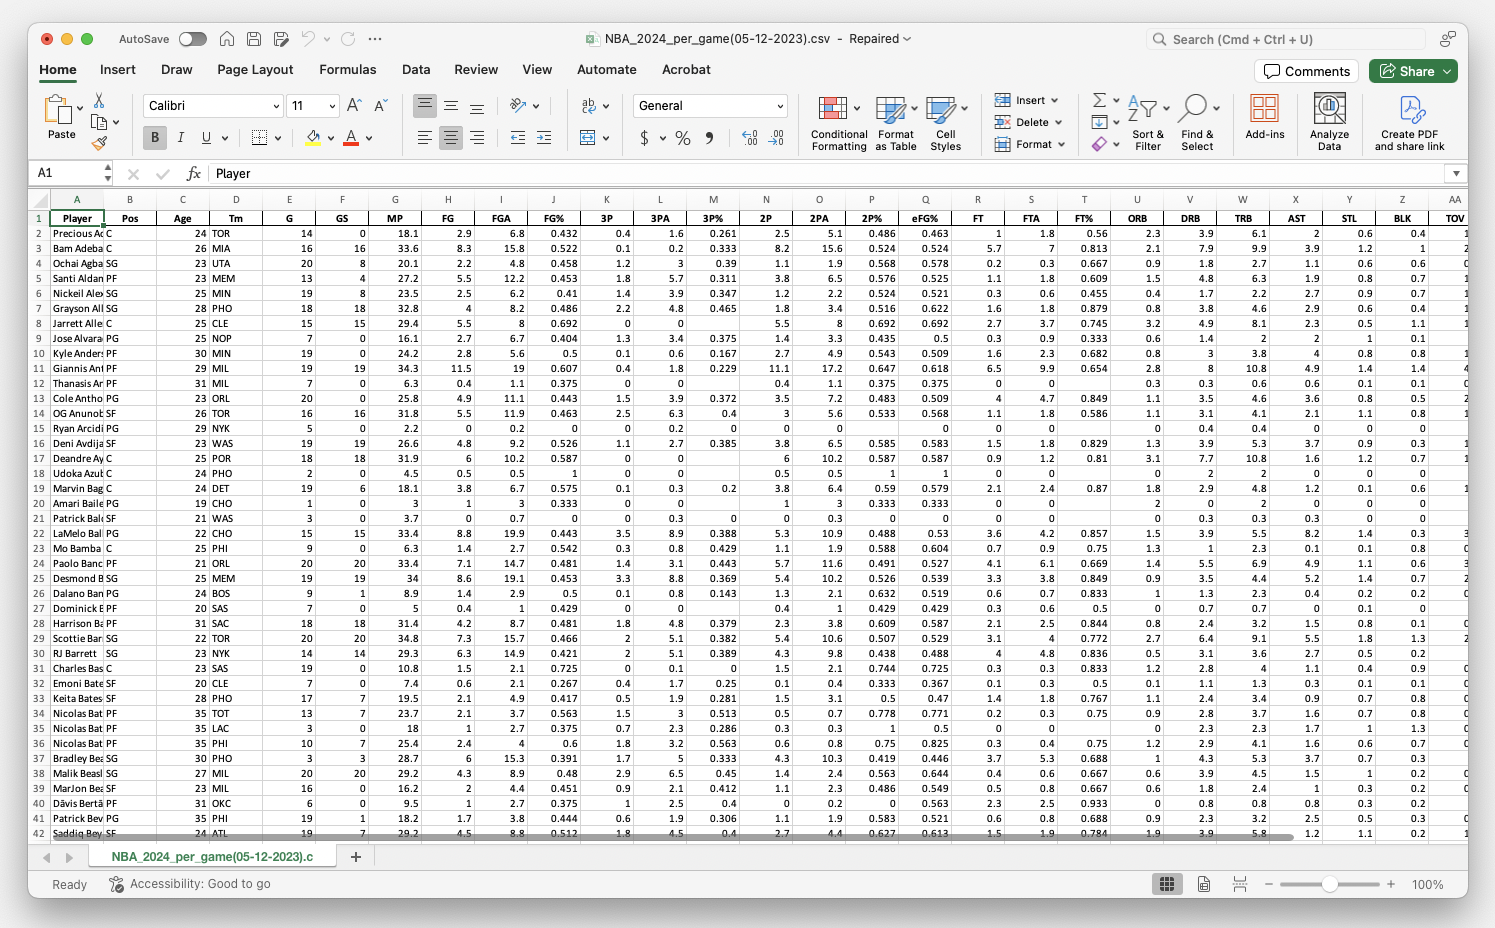 AutoSave NBA_2024_per_game(05-12-2023).csv - Repaired Search (Cmd + Ctrl + U)
Home Insert Draw Page Layout Formulas Data Review View Automate Acrobat Comments Share
Paste Calibri 11 General Conditional Formatting Format as Table Cell Styles Insert Delete Format Sort & Filter Find & Select Add-ins Analyze Data Create PDF and share link
A1 fx Player
A B C D E F G H I J K L M N O P Q R S T U V W X Y Z AA
1 Player Pos Age Tm G GS MP FG FGA FG% 3P 3PA 3P% 2P 2PA 2P% eFG% FT FTA FT% ORB DRB TRB AST STL BLK TOV
2 Precious C 24 TOR 14 0 18.1 2.9 6.8 0.432 0.4 1.6 0.261 2.5 5.1 0.486 0.463 1 1.8 0.56 2.3 3.9 6.1 2 0.6 0.4
3 Bam Adeba C 26 MIA 16 16 33.6 8.3 15.8 0.522 0.1 0.2 0.333 8.2 15.6 0.524 0.524 5.7 7 0.813 2.1 7.9 9.9 3.9 1.2 1
4 Ochai Agba SG 23 UTA 20 8 20.1 2.2 4.8 0.458 1.2 3 0.39 1.1 1.9 0.568 0.578 0.2 0.3 0.667 0.9 1.8 2.7 1.1 0.6 0.6
5 Santi Aldan PF 23 MEM 13 4 27.2 5.5 12.2 0.453 1.8 5.7 0.311 3.8 6.5 0.576 0.525 1.1 1.8 0.609 1.5 4.8 6.3 1.9 0.8 0.7
6 Nickeil Ale SG 25 MIN 19 8 23.5 2.5 6.2 0.41 1.4 3.9 0.347 1.2 2.2 0.524 0.521 0.3 0.6 0.455 0.4 1.7 2.2 2.7 0.9 0.7
7 Grayson All SG 28 PHO 18 18 32.8 4 8.2 0.486 2.2 4.8 0.465 1.8 3.4 0.516 0.622 1.6 1.8 0.879 0.8 3.8 4.6 2.9 0.6 0.4
8 Jarrett Alle C 25 CLE 15 15 29.4 5.5 8 0.692 0 0 5.5 8 0.692 0.692 2.7 3.7 0.745 3.2 4.9 8.1 2.3 0.5 1.1
9 Jose Alvara PG 25 NOP 7 0 16.1 2.7 6.7 0.404 1.3 3.4 0.375 1.4 3.3 0.435 0.5 0.3 0.9 0.333 0.6 1.4 2 2 1 0.1
10 Kyle Anders PF 30 MIN 19 0 24.2 2.8 5.6 0.5 0.1 0.6 0.167 2.7 4.9 0.543 0.509 1.6 2.3 0.682 0.8 3 3.8 4 0.8 0.8
11 Giannis Ant PF 29 MIL 19 19 34.3 11.5 19 0.607 0.4 1.8 0.229 11.1 17.2 0.647 0.618 6.5 9.9 0.654 2.8 8 10.8 4.9 1.4 1.4
12 Thanasis An PF 31 MIL 7 0 6.3 0.4 1.1 0.375 0 0 0.4 1.1 0.375 0.375 0 0 0.3 0.3 0.6 0.6 0.1 0.1
13 Cole Antho PG 23 ORL 20 0 25.8 4.9 11.1 0.443 1.5 3.9 0.372 3.5 7.2 0.483 0.509 4 4.7 0.849 1.1 3.5 4.6 3.6 0.8 0.5
14 OG Anunob SF 26 TOR 16 16 31.8 5.5 11.9 0.463 2.5 6.3 0.4 3 5.6 0.533 0.568 1.1 1.8 0.586 1.1 3.1 4.1 2.1 1.1 0.8
15 Ryan Arcidi PG 29 NYK 5 0 2.2 0 0.2 0 0 0.2 0 0 0 0 0 0 0 0.4 0.4 0 0 0
16 Deni Avdija SF 23 WAS 19 19 26.6 4.8 9.2 0.526 1.1 2.7 0.385 3.8 6.5 0.585 0.583 1.5 1.8 0.829 1.3 3.9 5.3 3.7 0.9 0.3
17 Deandre Ay C 25 POR 18 18 31.9 6 10.2 0.587 0 0 6 10.2 0.587 0.587 0.9 1.2 0.81 3.1 7.7 10.8 1.6 1.2 0.7
18 Udoka Azub C 24 PHO 2 0 4.5 0.5 0.5 1 0 0 0.5 0.5 1 1 0 0 0 2 2 0 0 0
19 Marvin Bag C 24 DET 19 6 18.1 3.8 6.7 0.575 0.1 0.3 0.2 3.8 6.4 0.59 0.579 2.1 2.4 0.87 1.8 2.9 4.8 1.2 0.1 0.6
20 Amari Baile PG 19 CHO 1 0 3 1 3 0.333 0 0 1 3 0.333 0.333 0 0 2 0 2 0 0 0
21 Patrick Bald SF 21 WAS 3 0 3.7 0 0.7 0 0 0.3 0 0 0.3 0 0 0 0 0 0.3 0.3 0.3 0 0
22 LaMelo Bal PG 22 CHO 15 15 33.4 8.8 19.9 0.443 3.5 8.9 0.388 5.3 10.9 0.488 0.53 3.6 4.2 0.857 1.5 3.9 5.5 8.2 1.4 0.3
23 Mo Bamba C 25 PHI 9 0 6.3 1.4 2.7 0.542 0.3 0.8 0.429 1.1 1.9 0.588 0.604 0.7 0.9 0.75 1.3 1 2.3 0.1 0.1 0.8
24 Paolo Banc PF 21 ORL 20 20 33.4 7.1 14.7 0.481 1.4 3.1 0.443 5.7 11.6 0.491 0.527 4.1 6.1 0.669 1.4 5.5 6.9 4.9 1.1 0.6
25 Desmond B SG 25 MEM 19 19 34 8.6 19.1 0.453 3.3 8.8 0.369 5.4 10.2 0.526 0.539 3.3 3.8 0.849 0.9 3.5 4.4 5.2 1.4 0.7
26 Dalano Ban PG 24 BOS 9 1 8.9 1.4 2.9 0.5 0.1 0.8 0.143 1.3 2.1 0.632 0.519 0.6 0.7 0.833 1 1.3 2.3 0.4 0.2 0.2
27 Dominick B PF 20 SAS 7 0 5 0.4 1 0.429 0 0 0.4 1 0.429 0.429 0.3 0.6 0.5 0 0.7 0.7 0 0.1 0
28 Harrison Ba PF 31 SAC 18 18 31.4 4.2 8.7 0.481 1.8 4.8 0.379 2.3 3.8 0.609 0.587 2.1 2.5 0.844 0.8 2.4 3.2 1.5 0.8 0.1
29 Scottie Bar SG 22 TOR 20 20 34.8 7.3 15.7 0.466 2 5.1 0.382 5.4 10.6 0.507 0.529 3.1 4 0.772 2.7 6.4 9.1 5.5 1.8 1.3
30 RJ Barrett SG 23 NYK 14 14 29.3 6.3 14.9 0.421 2 5.1 0.389 4.3 9.8 0.438 0.488 4 4.8 0.836 0.5 3.1 3.6 2.7 0.5 0.2
31 Charles Bas C 23 SAS 19 0 10.8 1.5 2.1 0.725 0 0.1 0 1.5 2.1 0.744 0.725 0.3 0.3 0.833 1.2 2.8 4 1.1 0.4 0.9
32 Emoni Bate SF 20 CLE 7 0 7.4 0.6 2.1 0.267 0.4 1.7 0.25 0.1 0.4 0.333 0.367 0.1 0.3 0.5 0.1 1.1 1.3 0.3 0.1 0.1
33 Keita Bates SF 28 PHO 17 7 19.5 2.1 4.9 0.417 0.5 1.9 0.281 1.5 3.1 0.5 0.47 1.4 1.8 0.767 1.1 2.4 3.4 0.9 0.7 0.8
34 Nicolas Bat PF 35 TOT 13 7 23.7 2.1 3.7 0.563 1.5 3 0.513 0.5 0.7 0.778 0.771 0.2 0.3 0.75 0.9 2.8 3.7 1.6 0.7 0.8
35 Nicolas Bat PF 35 LAC 3 0 18 1 2.7 0.375 0.7 2.3 0.286 0.3 0.3 1 0.5 0 0 0 2.3 2.3 1.7 1 1.3
36 Nicolas Bat PF 35 PHI 10 7 25.4 2.4 4 0.6 1.8 3.2 0.563 0.6 0.8 0.75 0.825 0.3 0.4 0.75 1.2 2.9 4.1 1.6 0.6 0.7
37 Bradley Bea SG 30 PHO 3 3 28.7 6 15.3 0.391 1.7 5 0.333 4.3 10.3 0.419 0.446 3.7 5.3 0.688 1 4.3 5.3 3.7 0.7 0.3
38 Malik Beasl SG 27 MIL 20 20 29.2 4.3 8.9 0.48 2.9 6.5 0.45 1.4 2.4 0.563 0.644 0.4 0.6 0.667 0.6 3.9 4.5 1.5 1 0.2
39 MarJon Bea SF 23 MIL 16 0 16.2 2 4.4 0.451 0.9 2.1 0.412 1.1 2.3 0.486 0.549 0.5 0.8 0.667 0.6 1.8 2.4 1 0.3 0.2
40 Dāvis Bertā PF 31 OKC 6 0 9.5 1 2.7 0.375 1 2.5 0.4 0 0.2 0 0.563 2.3 2.5 0.933 0 0.8 0.8 0.8 0.3 0.2
41 Patrick Bev PG 35 PHI 19 1 18.2 1.7 3.8 0.444 0.6 1.9 0.306 1.1 1.9 0.583 0.521 0.6 0.8 0.688 0.9 2.3 3.2 2.5 0.5 0.3
42 Saddiq Bey SF 24 ATL 19 7 29.2 4.5 8.8 0.512 1.8 4.5 0.4 2.7 4.4 0.627 0.613 1.5 1.9 0.784 1.9 3.9 5.8 1.2 1.1 0.2
NBA_2024_per_game(05-12-2023).c
Ready Accessibility: Good to go 100%